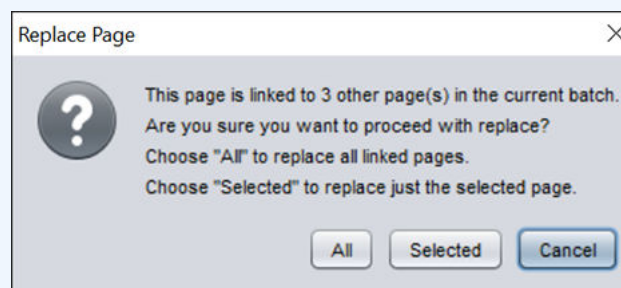 Replace Page
This page is linked to 3 other page(s) in the current batch.
Are you sure you want to proceed with replace?
Choose "All" to replace all linked pages.
Choose "Selected" to replace just the selected page.
All Selected Cancel